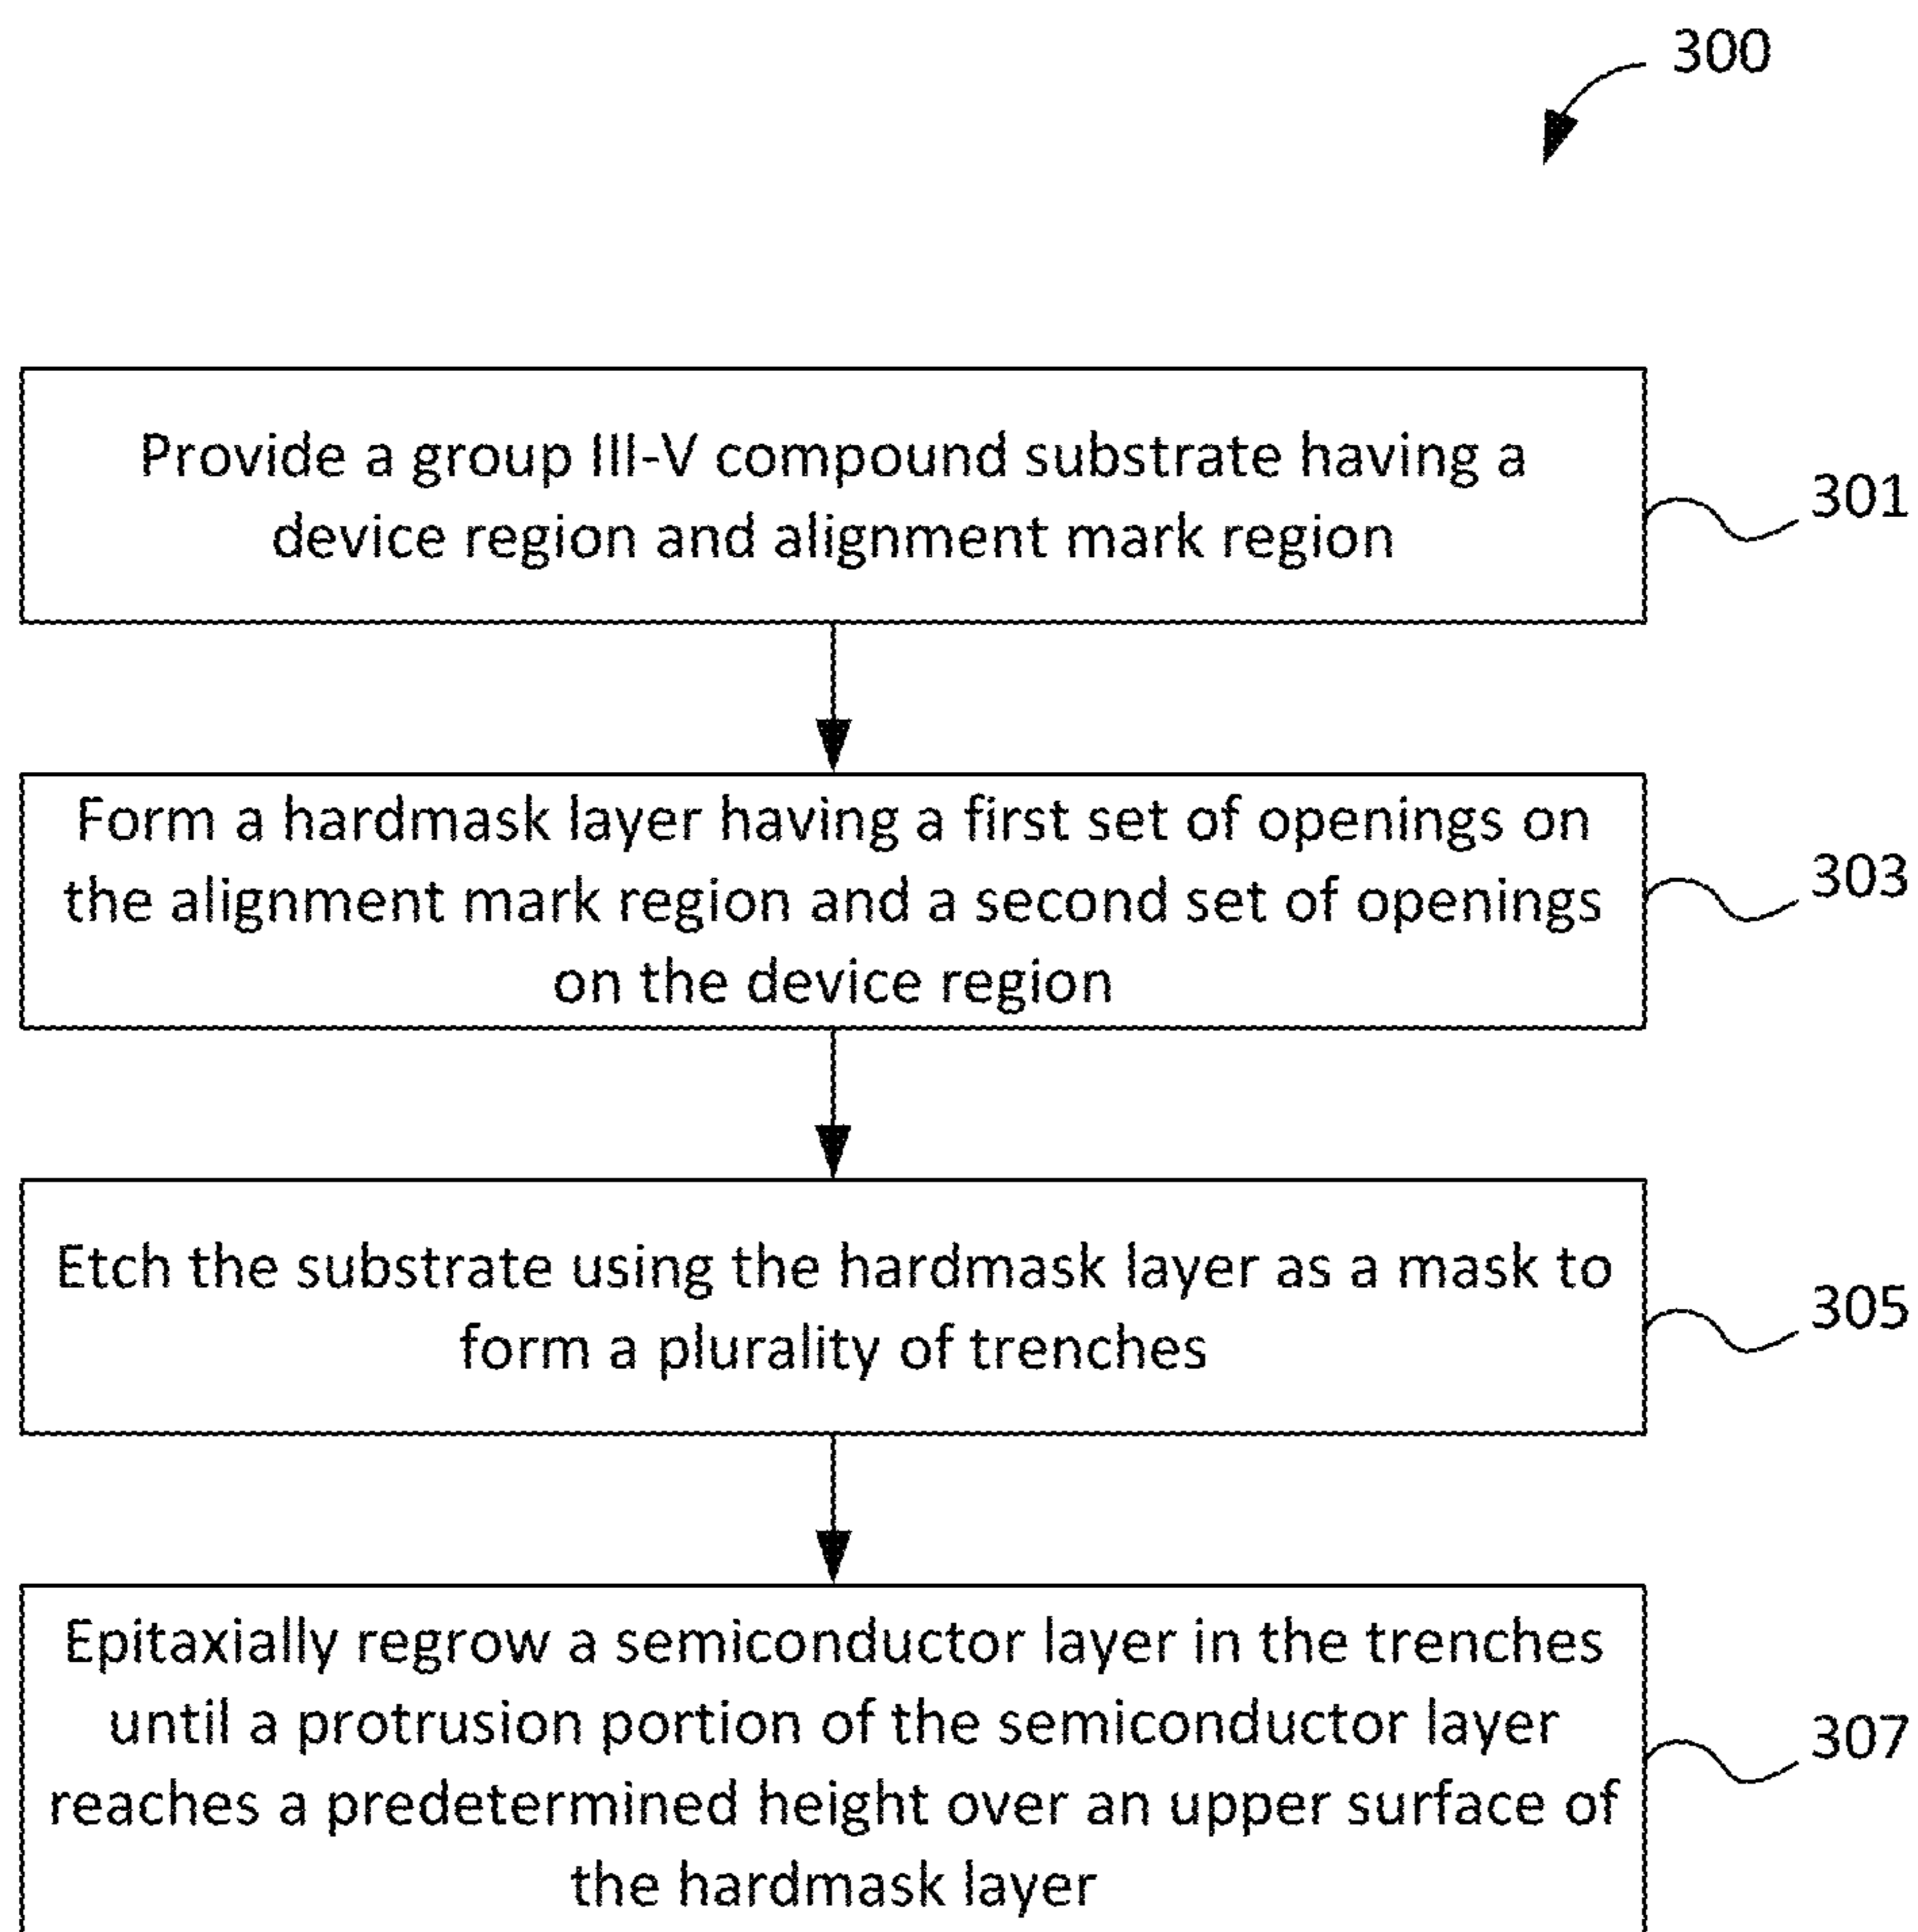 300
Provide a group III-V compound substrate having a
device region and alignment mark region
301
Form a hardmask layer having a first set of openings on
the alignment mark region and a second set of openings
on the device region
303
Etch the substrate using the hardmask layer as a mask to
form a plurality of trenches
305
Epitaxially regrow a semiconductor layer in the trenches
until a protrusion portion of the semiconductor layer
reaches a predetermined height over an upper surface of
the hardmask layer
307